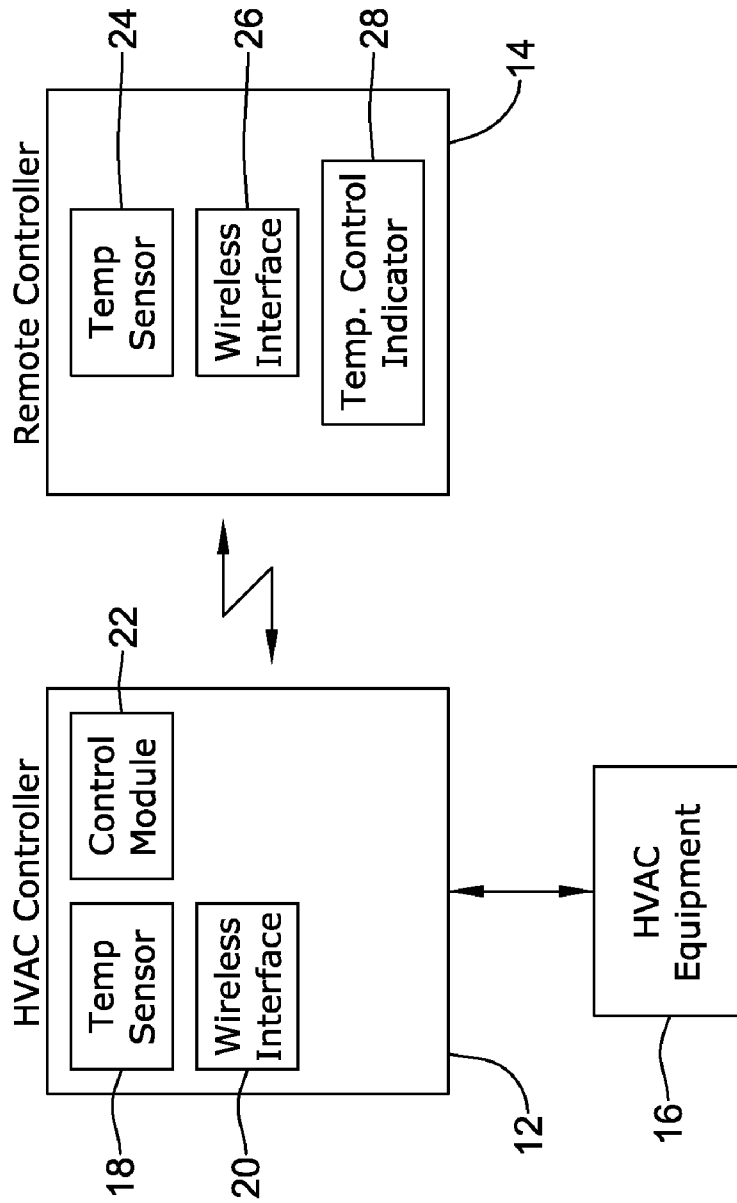 HVAC Controller
18
Temp
Sensor
Control
Module
22
20
Wireless
Interface
12
16
HVAC
Equipment
Remote Controller
Temp
Sensor
24
Wireless
Interface
26
Temp. Control
Indicator
28
14